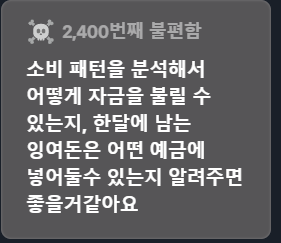 2,400번째 불편함
소비 패턴을 분석해서
어떻게 자금을 불릴 수
있는지, 한달에 남는
잉여돈은 어떤 예금에
넣어둘수 있는지 알려주면
좋을거같아요